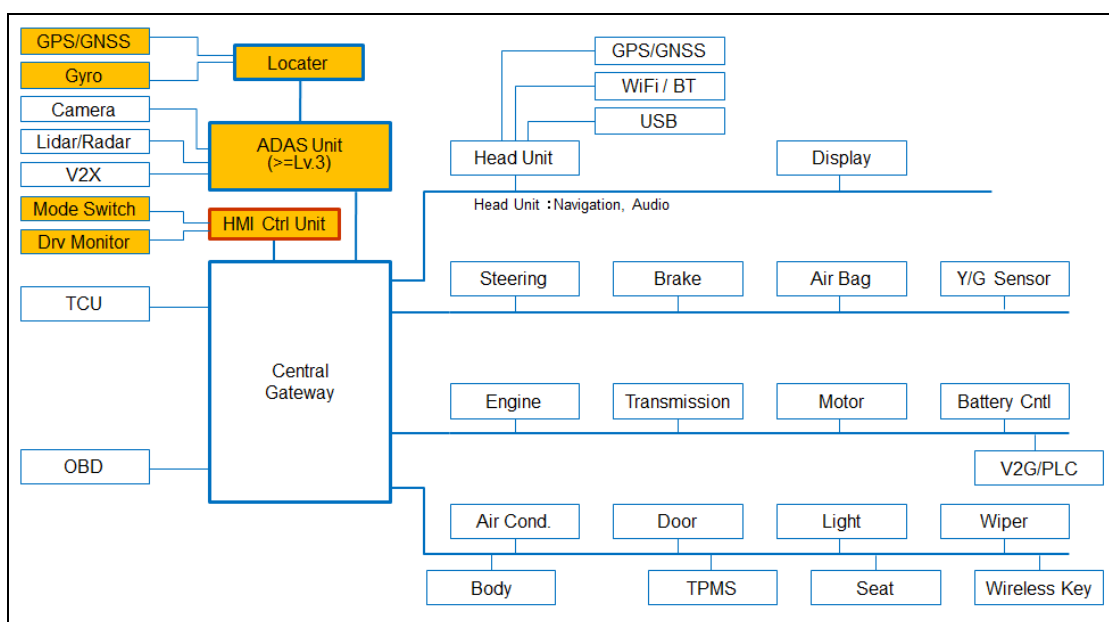 GPS/GNSS
Gyro
Camera
Lidar/Radar
V2X
Mode Switch
Drv Monitor
TCU
OBD
Locater
ADAS Unit
(>=Lv.3)
HMI Ctrl Unit
Central
Gateway
GPS/GNSS
WiFi / BT
USB
Head Unit
Display
Head Unit : Navigation, Audio
Steering
Brake
Air Bag
Y/G Sensor
Engine
Transmission
Motor
Battery Cntl
V2G/PLC
Air Cond.
Door
Light
Wiper
Body
TPMS
Seat
Wireless Key